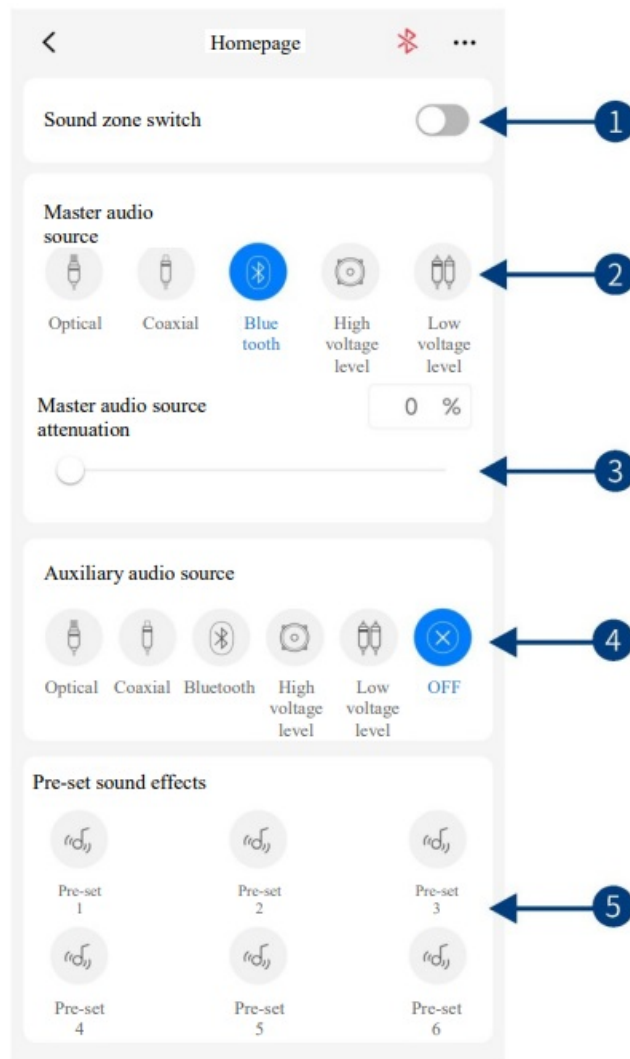 Homepage
Sound zone switch
1
Master audio
source
2
Optical Coaxial Blue High Low
tooth voltage voltage
level level
Master audio source 0 %
attenuation
3
Auxiliary audio source
4
Optical Coaxial Bluetooth High Low OFF
voltage voltage
level level
Pre-set sound effects
Pre-set Pre-set Pre-set
1 2 3
5
Pre-set Pre-set Pre-set
4 5 6